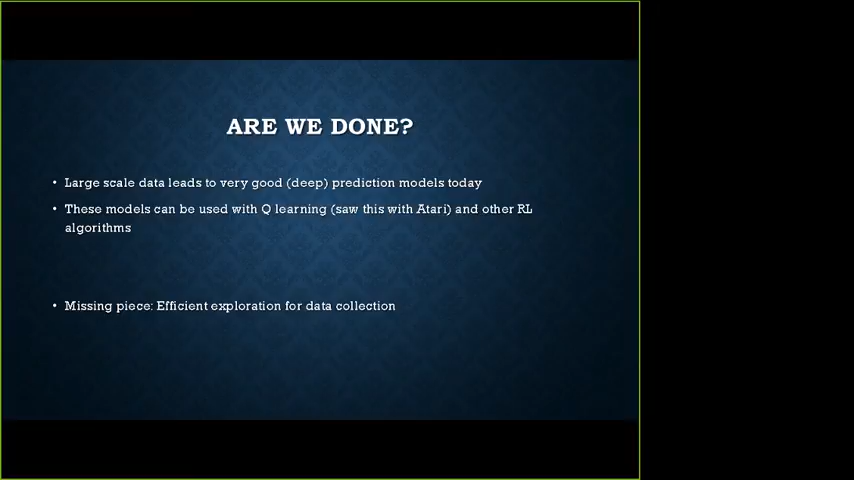 ARE WE DONE?
• Large scale data leads to very good (deep) prediction models today
• These models can be used with Q learning (saw this with Atari) and other RL
algorithms
• Missing piece: Efficient exploration for data collection